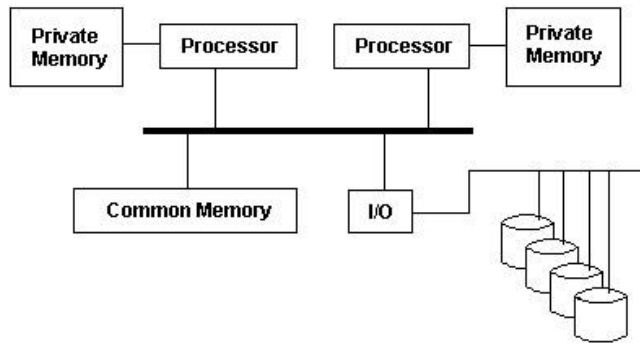 Private
Memory
Processor
Processor
Private
Memory
Common Memory
I/O